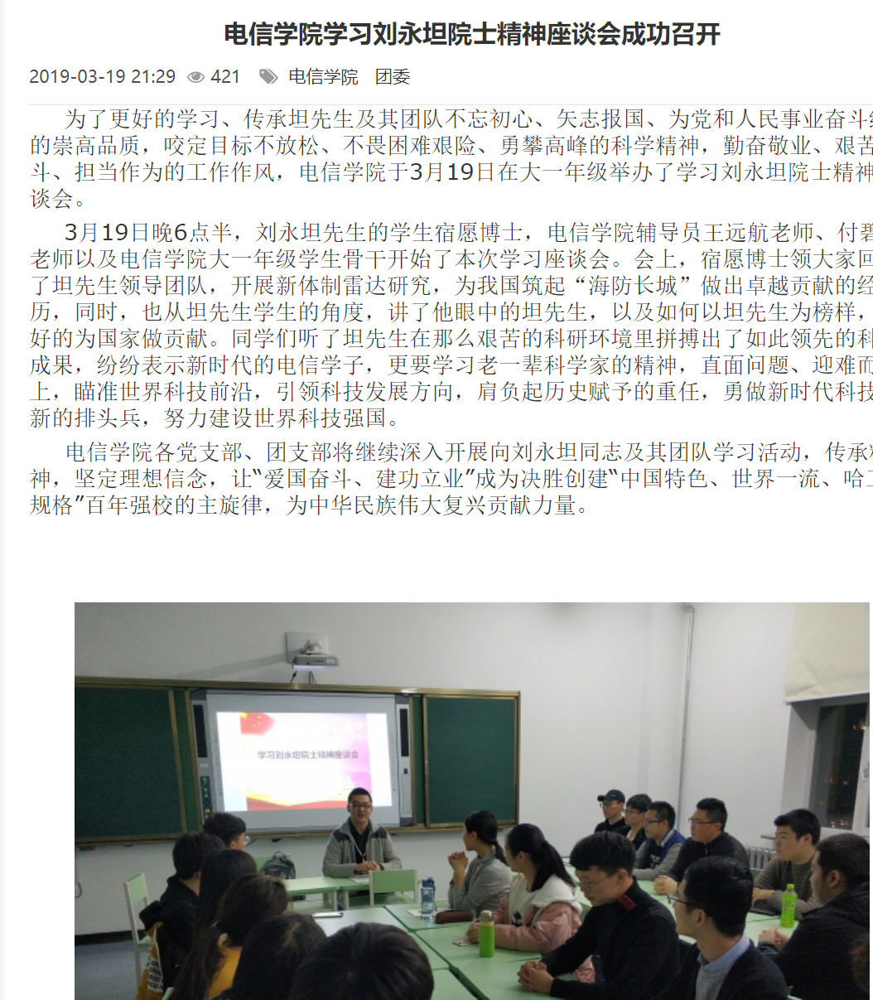 电信学院学习刘永坦院士精神座谈会成功召开
2019-03-19 21:29 421 电信学院 团委
为了更好的学习、传承坦先生及其团队不忘初心、矢志报国、为党和人民事业奋斗
的崇高品质，咬定目标不放松、不畏困难艰险、勇攀高峰的科学精神，勤奋敬业、艰苦
斗、担当作为的工作作风，电信学院于3月19日在大一年级举办了学习刘永坦院士精神
谈会。
3月19日晚6点半，刘永坦先生的学生宿愿博士，电信学院辅导员王远航老师、付碧
老师以及电信学院大一年级学生骨干开始了本次学习座谈会。会上，宿愿博士领大家回
了坦先生领导团队，开展新体制雷达研究，为我国筑起“海防长城”做出卓越贡献的经
历，同时，也从坦先生学生的角度，讲了他眼中的坦先生，以及如何以坦先生为榜样，
好的为国家做贡献。同学们听了坦先生在那么艰苦的科研环境里拼搏出了如此领先的科
成果，纷纷表示新时代的电信学子，更要学习老一辈科学家的精神，直面问题、迎难而
上，瞄准世界科技前沿，引领科技发展方向，肩负起历史赋予的重任，勇做新时代科技
新的排头兵，努力建设世界科技强国。
电信学院各党支部、团支部将继续深入开展向刘永坦同志及其团队学习活动，传承
神，坚定理想信念，让“爱国奋斗、建功立业”成为决胜创建“中国特色、世界一流、哈
规格”百年强校的主旋律，为中华民族伟大复兴贡献力量。
学习刘永坦院士精神座谈会